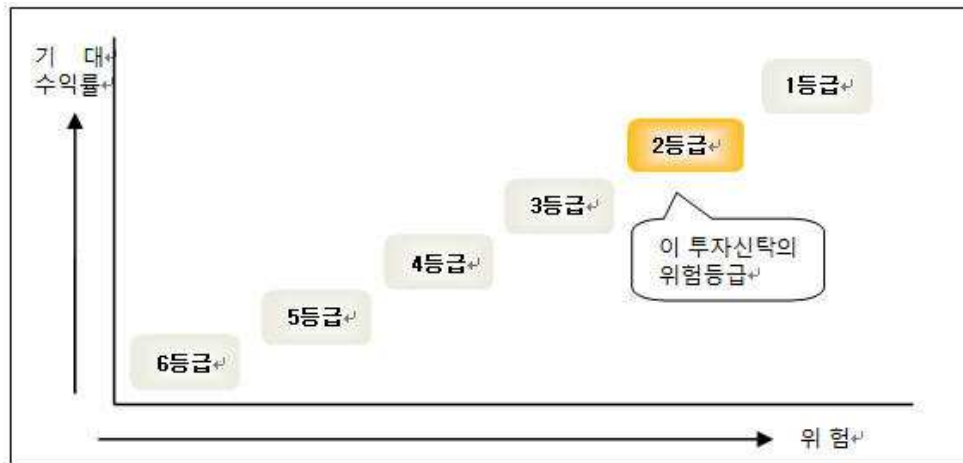 기 대↵
수익률↵
1등급↵
2등급↵
3등급↵
이 투자신탁의
위험등급↵
4등급↵
5등급↵
6등급↵
위 험↵